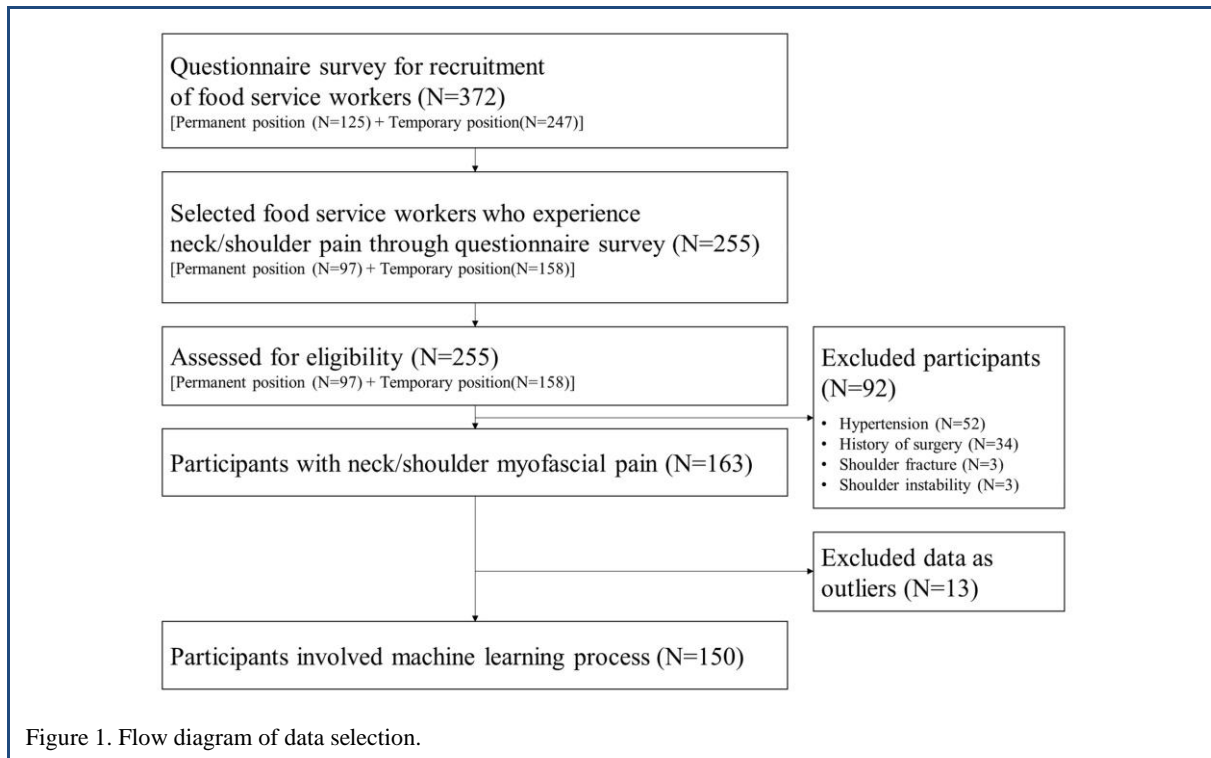 Questionnaire survey for recruitment
of food service workers (N=372)
[Permanent position (N=125) + Temporary position(N=247)]
Selected food service workers who experience
neck/shoulder pain through questionnaire survey (N=255)
[Permanent position (N=97) + Temporary position(N=158)]
Assessed for eligibility (N=255)
[Permanent position (N=97) + Temporary position(N=158)]
Excluded participants
(N=92)
• Hypertension (N=52)
• History of surgery (N=34)
• Shoulder fracture (N=3)
• Shoulder instability (N=3)
Participants with neck/shoulder myofascial pain (N=163)
Excluded data as
outliers (N=13)
Participants involved machine learning process (N=150)
Figure 1. Flow diagram of data selection.